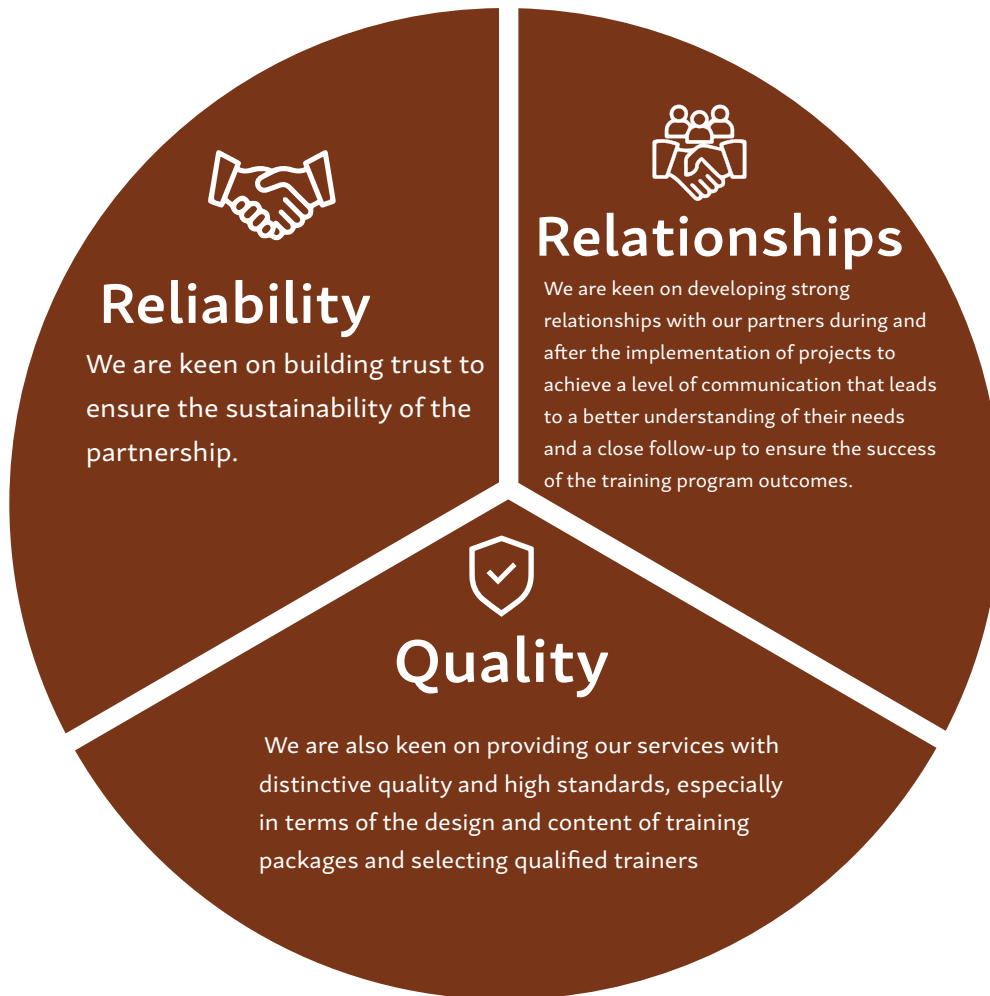 Reliability
We are keen on building trust to
ensure the sustainability of the
partnership.
Relationships
We are keen on developing strong
relationships with our partners during and
after the implementation of projects to
achieve a level of communication that leads
to a better understanding of their needs
and a close follow-up to ensure the success
of the training program outcomes.
Quality
We are also keen on providing our services with
distinctive quality and high standards, especially
in terms of the design and content of training
packages and selecting qualified trainers